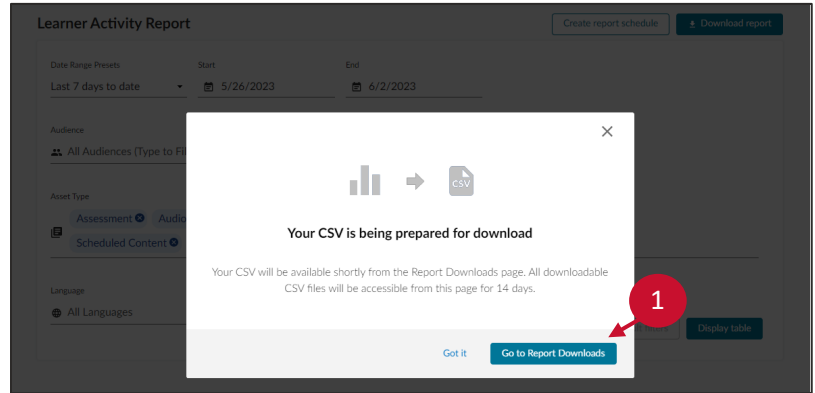 Learner Activity Report
Create report schedule
Download report
Date Range Presets
Start
End
Last 7 days to date
5/26/2023
6/2/2023
Audience
All Audiences (Type to Fil
Asset Type
Assessment
Audio
Scheduled Content
CSV
Your CSV is being prepared for download
Your CSV will be available shortly from the Report Downloads page. All downloadable
CSV files will be accessible from this page for 14 days.
Language
All Languages
1
Display table
Got it
Go to Report Downloads